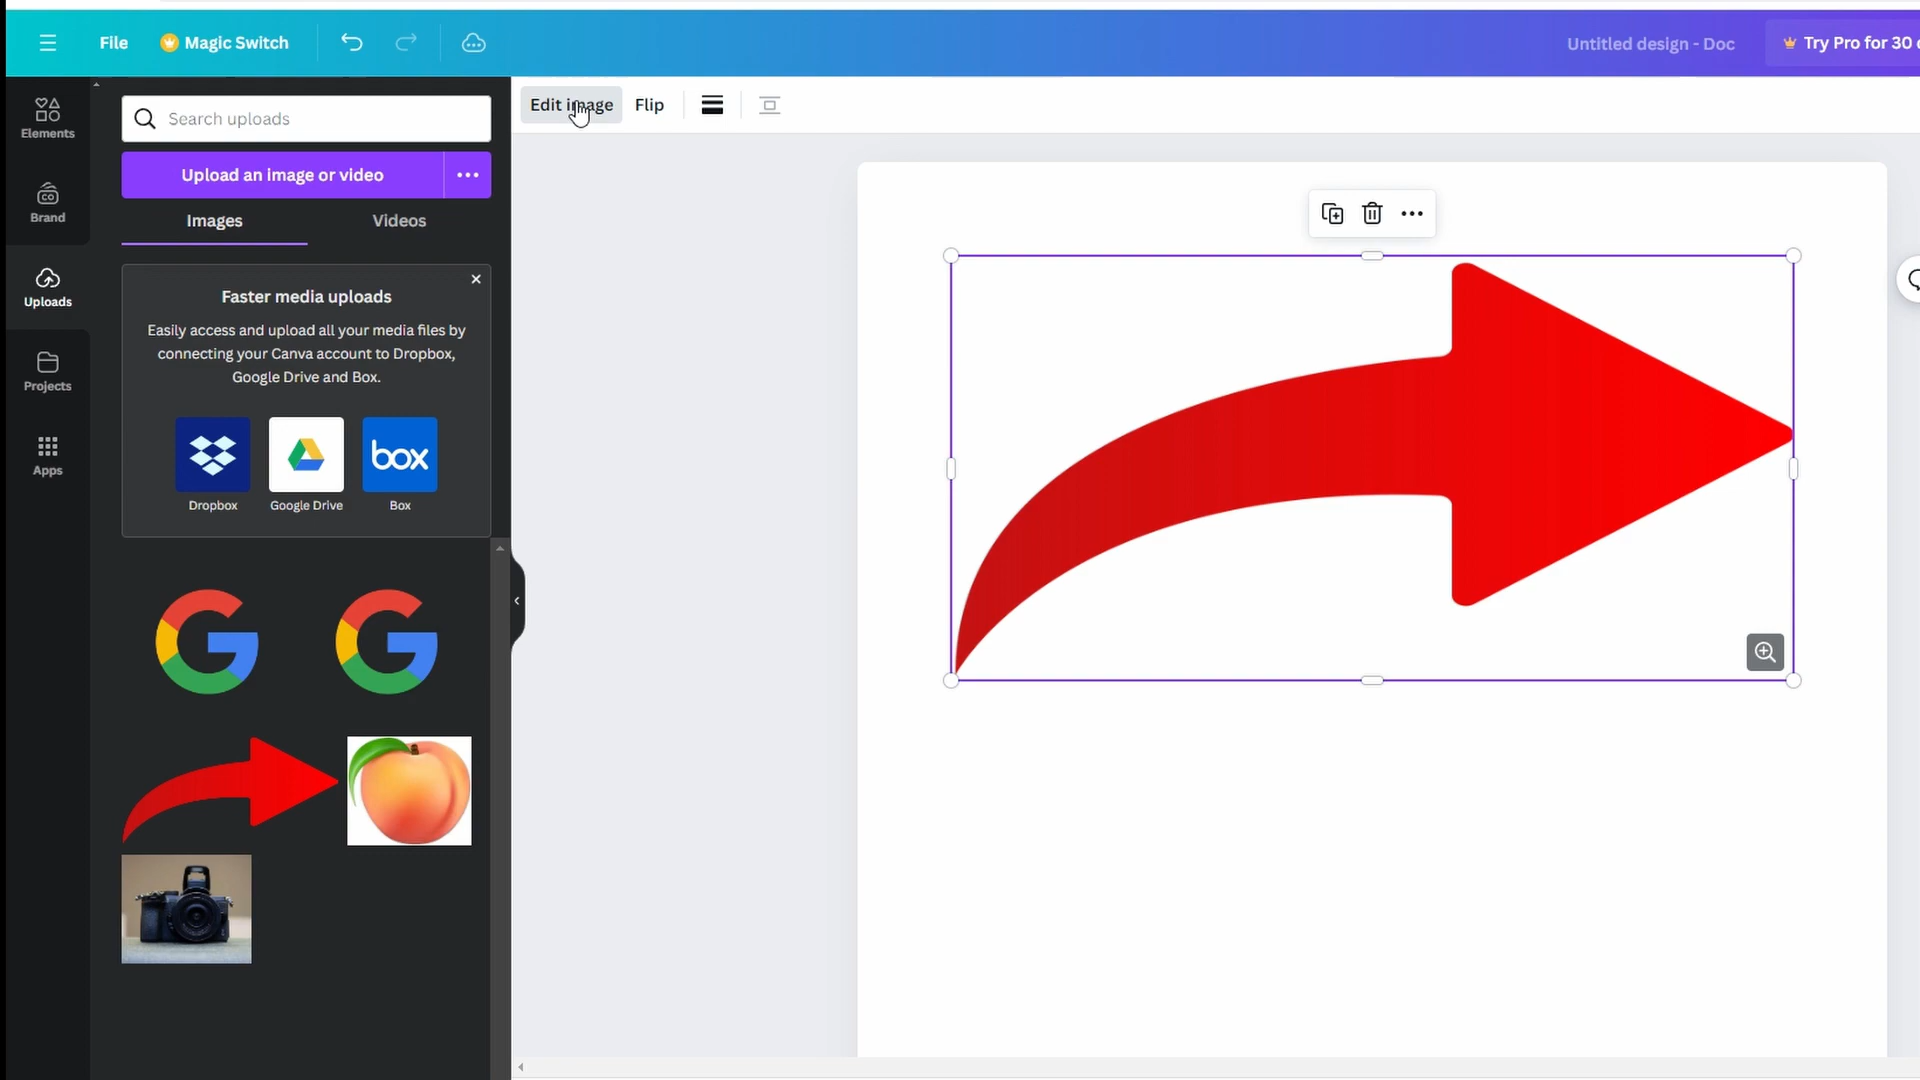 File
Magic Switch
Untitled design - Doc
Try Pro for 30
Elements
Brand
Uploads
Projects
Apps
Search uploads
Upload an image or video
Images
Videos
Faster media uploads
Easily access and upload all your media files by
connecting your Canva account to Dropbox,
Google Drive and Box.
box
Dropbox
Google Drive
Box
Edit image
Flip